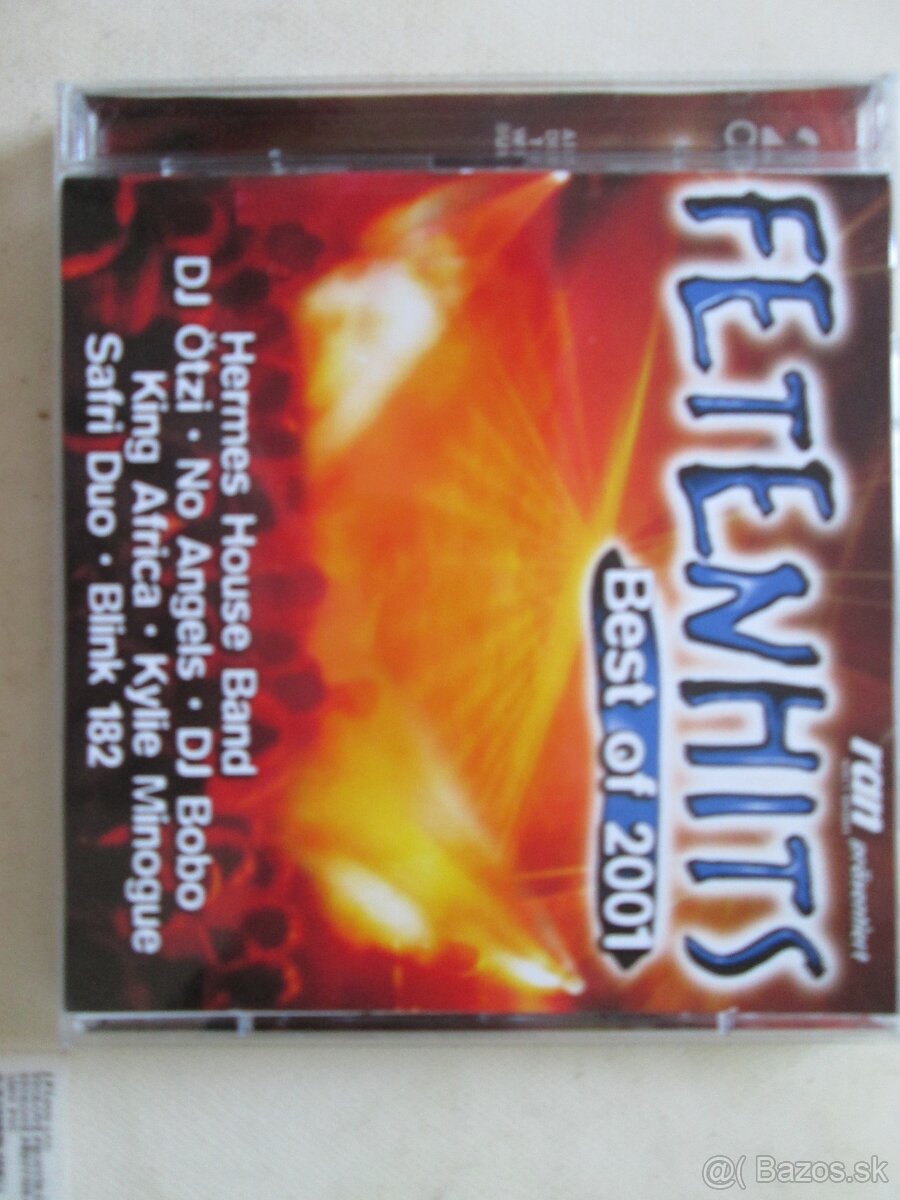 ran präsentiert
FETENHITS
Best of 2001
Hermes House Band
DJ Ötzi · No Angels · DJ Bobo
King Africa · Kylie Minogue
Safri Duo · Blink 182
@( Bazos.sk